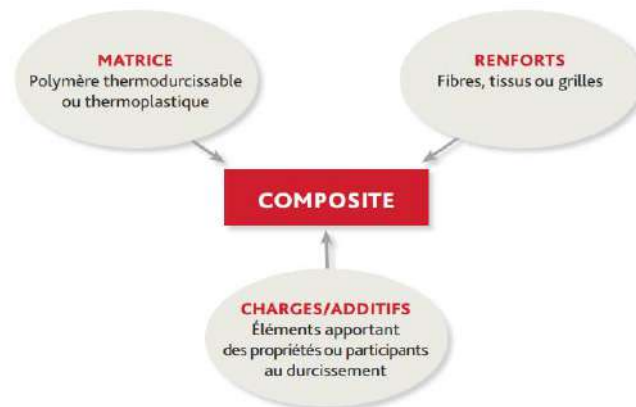 MATRICE
Polymère thermodurcissable
ou thermoplastique
RENFORTS
Fibres, tissus ou grilles
COMPOSITE
CHARGES/ADDITIFS
Éléments apportant
des propriétés ou participants
au durcissement